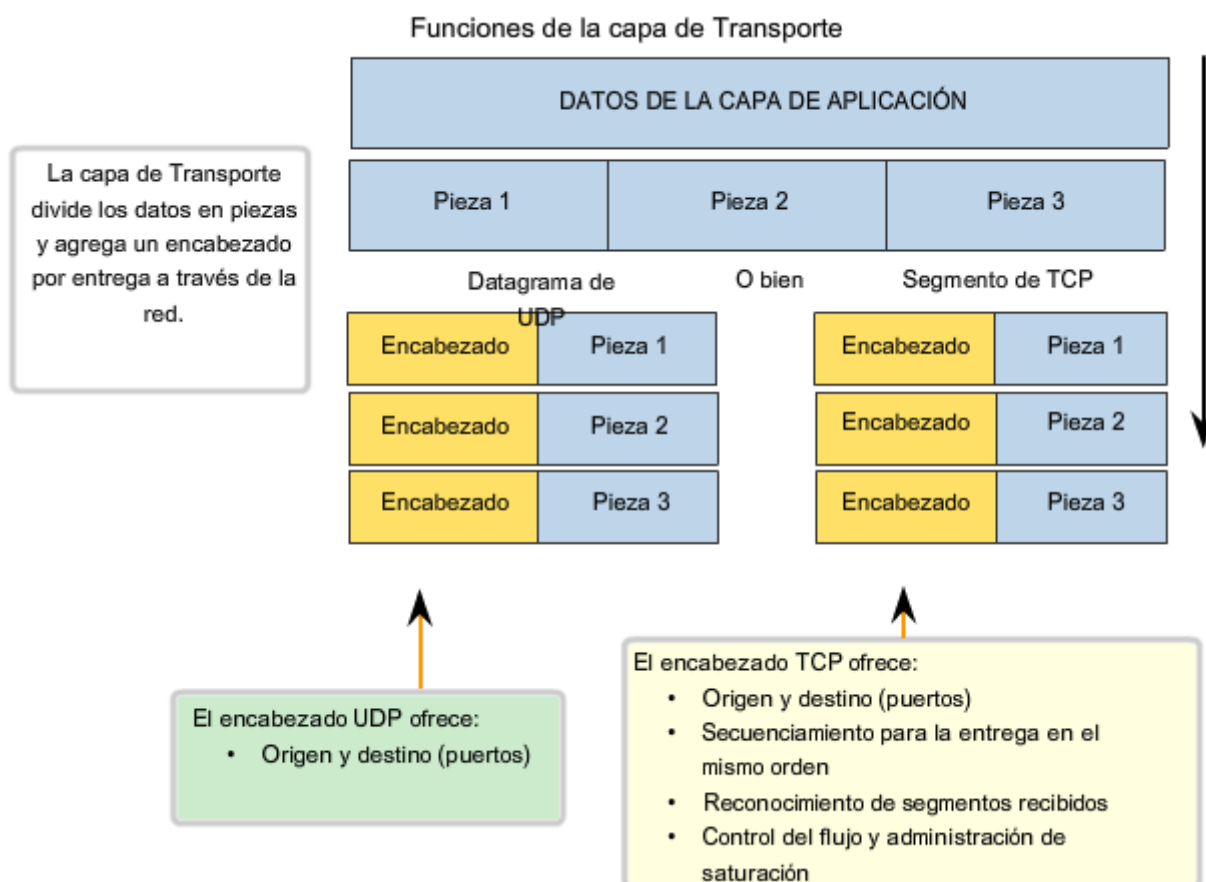 Funciones de la capa de Transporte
DATOS DE LA CAPA DE APLICACIÓN
La capa de Transporte
divide los datos en piezas
y agrega un encabezado
por entrega a través de la
red.
Pieza 1
Pieza 2
Pieza 3
Datagrama de
UDP
O bien
Segmento de TCP
Encabezado
Pieza 1
Encabezado
Pieza 2
Encabezado
Pieza 3
Encabezado
Pieza 1
Encabezado
Pieza 2
Encabezado
Pieza 3
El encabezado UDP ofrece:
• Origen y destino (puertos)
El encabezado TCP ofrece:
• Origen y destino (puertos)
• Secuenciamiento para la entrega en el
mismo orden
• Reconocimiento de segmentos recibidos
• Control del flujo y administración de
saturación